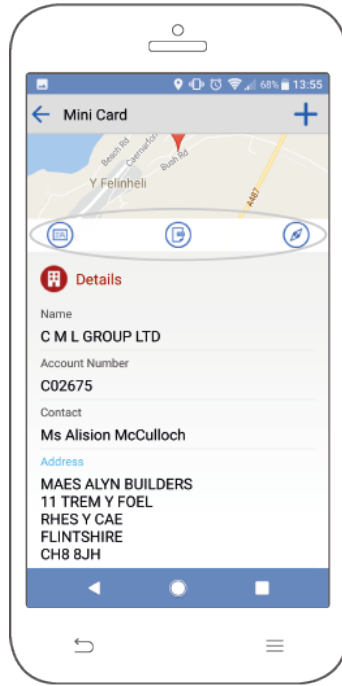 68% 13:55
Mini Card
Beach Rd
Caernarfon
Bush Rd
Y Felinheli
A487
Details
Name
C M L GROUP LTD
Account Number
C02675
Contact
Ms Alision McCulloch
Address
MAES ALYN BUILDERS
11 TREM Y FOEL
RHES Y CAE
FLINTSHIRE
CH8 8JH